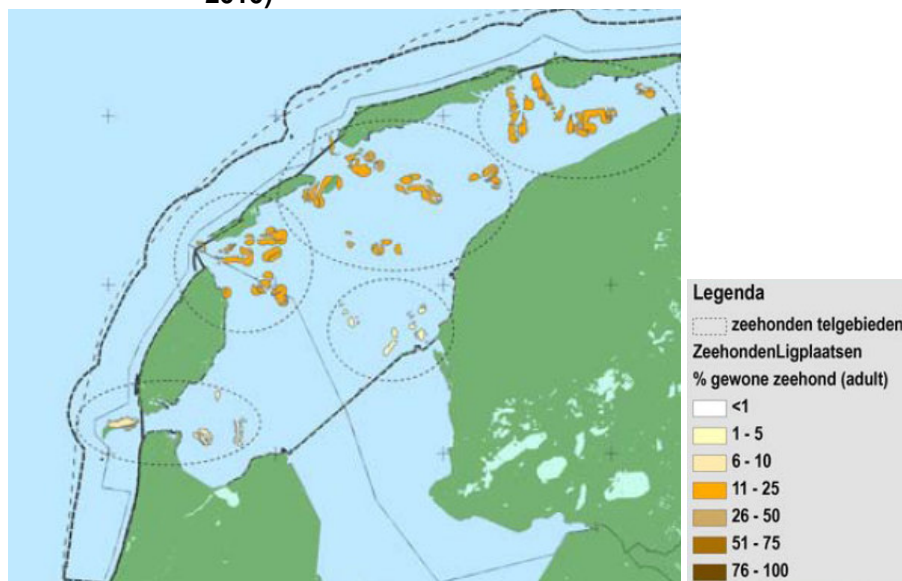 2016)
Legenda
zeehonden telgebieden
ZeehondenLigplaatsen
% gewone zeehond (adult)
<1
1 - 5
6 - 10
11 - 25
26 - 50
51 - 75
76 - 100